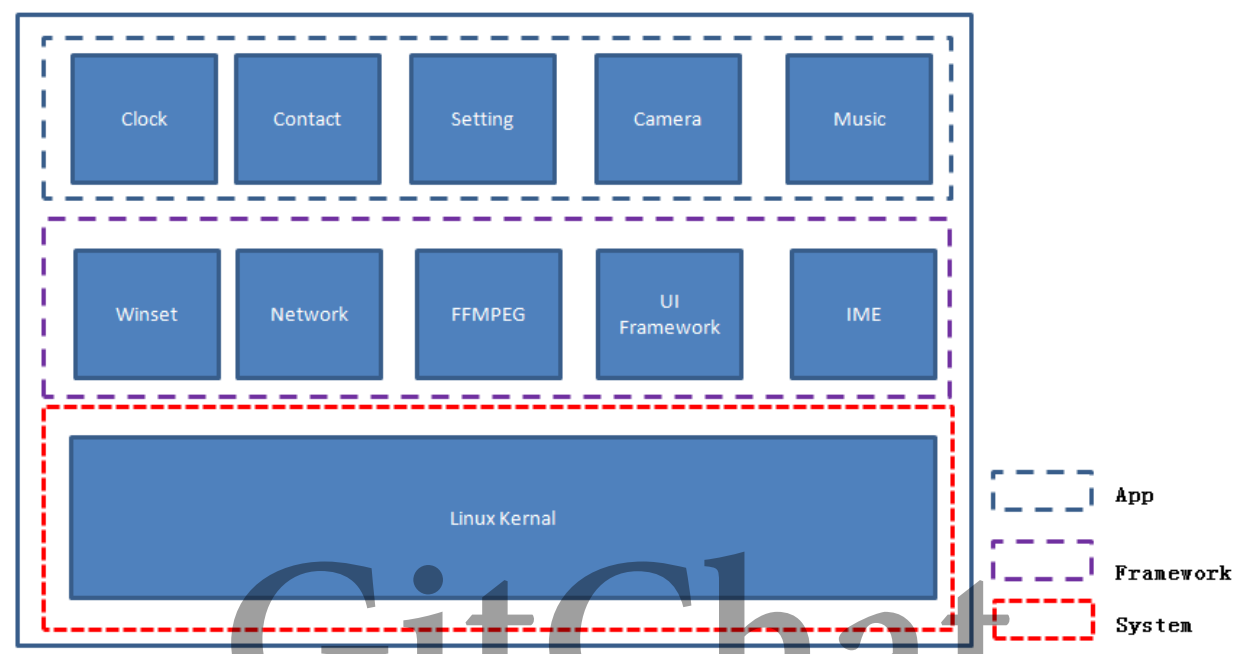 Clock Contact Setting Camera Music
Winset Network FFMPEG UI Framework IME
Linux Kernal
App
Framework
System
GitChat